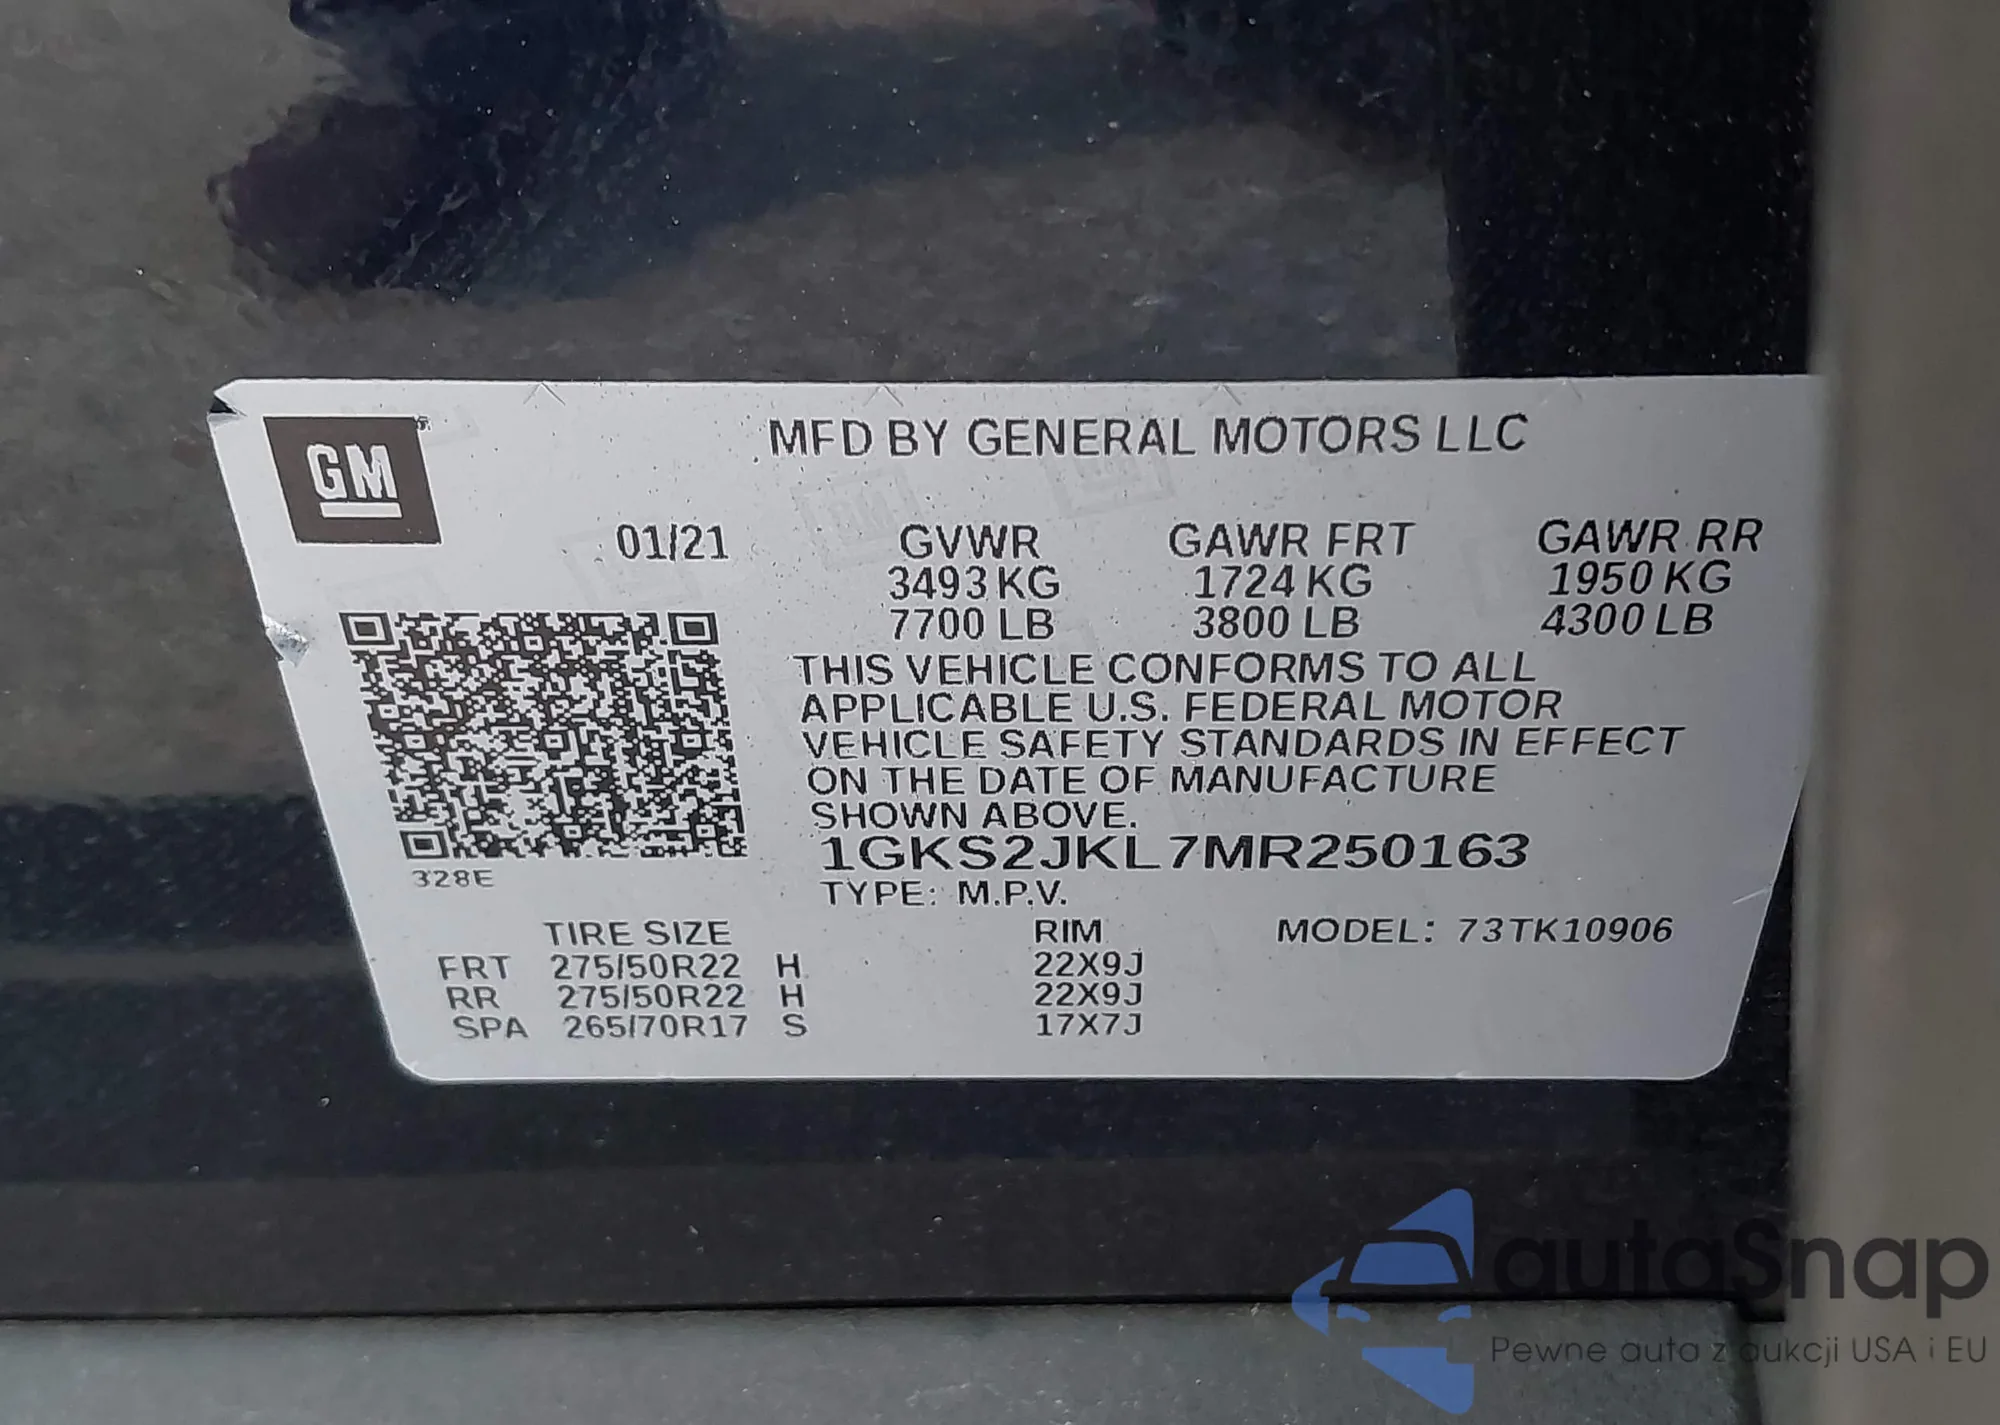 GM
MFD BY GENERAL MOTORS LLC
01/21
GVWR GAWR FRT GAWR RR
3493 KG 1724 KG 1950 KG
7700 LB 3800 LB 4300 LB
THIS VEHICLE CONFORMS TO ALL
APPLICABLE U.S. FEDERAL MOTOR
VEHICLE SAFETY STANDARDS IN EFFECT
ON THE DATE OF MANUFACTURE
SHOWN ABOVE.
1GKS2JKL7MR250163
328E
TYPE: M.P.V.
TIRE SIZE RIM MODEL: 73TK10906
FRT 275/50R22 H 22X9J
RR 275/50R22 H 22X9J
SPA 265/70R17 S 17X7J
autaSnap
Pewne auta z aukcji USA i EU